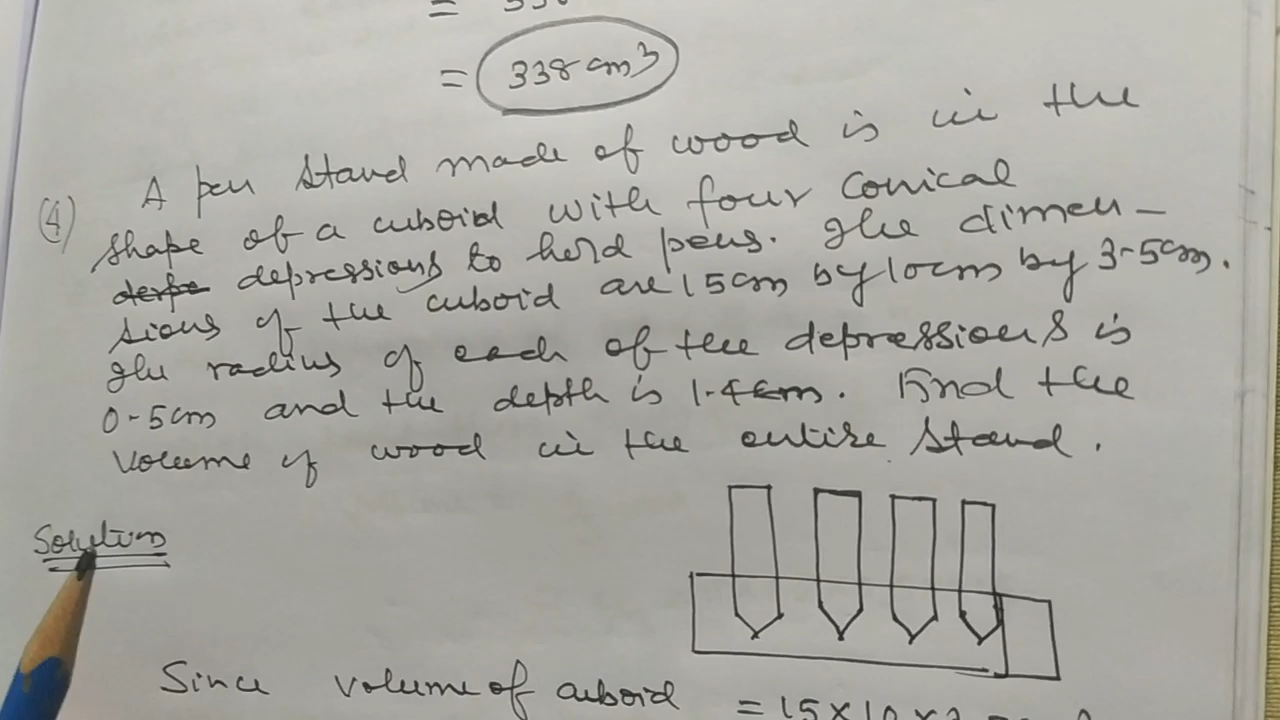 =
= 338 cm³
(4) A pen stand made of wood is in the
shape of a cuboid with four conical
depressions to hold pens. The dimen-
sions of the cuboid are 15cm by 10cm by 3.5cm.
The radius of each of the depressions is
0.5cm and the depth is 1.4cm. Find the
volume of wood in the entire stand.
Solution
Since volume of cuboid = 15×10×3